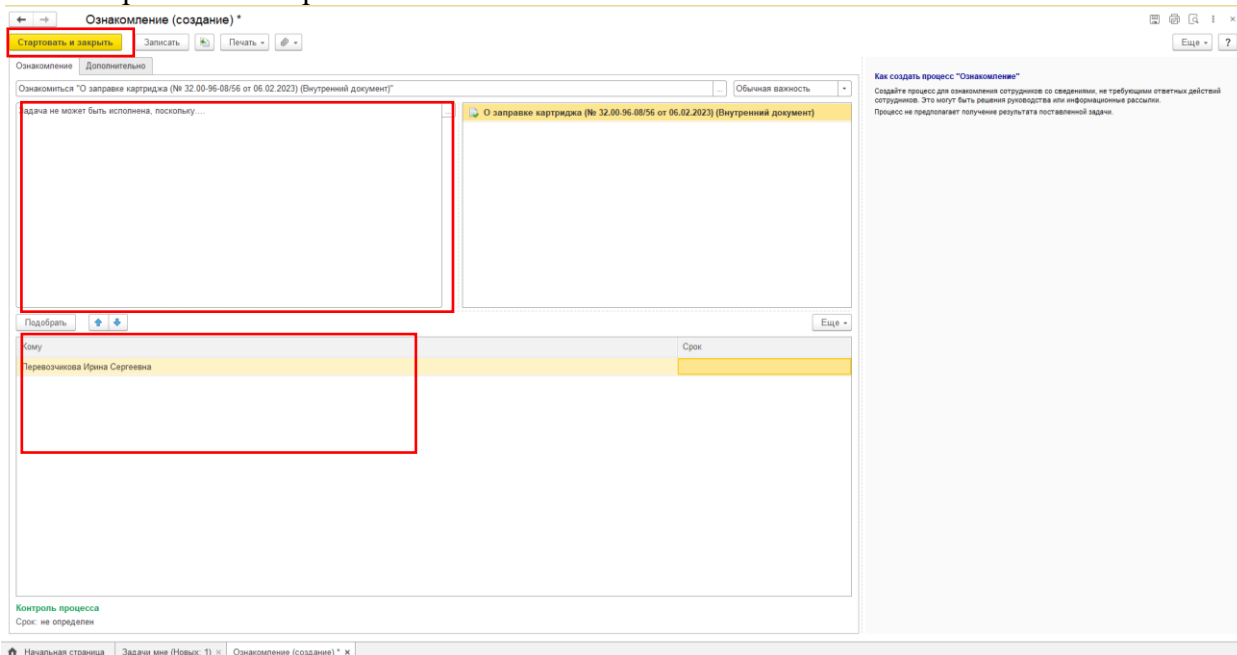 Ознакомление (создание) *
Стартовать и закрыть Записать Печать Еще ?
Ознакомление Дополнительно
Ознакомиться "О заправке картриджа (№ 32.00-96-08/56 от 06.02.2023) (Внутренний документ)" ... Обычная важность
Задача не может быть исполнена, поскольку....
О заправке картриджа (№ 32.00-96-08/56 от 06.02.2023) (Внутренний документ)
Подобрать Еще
Кому Срок
Перевозчикова Ирина Сергеевна
Контроль процесса
Срок: не определен
Как создать процесс "Ознакомление"
Создайте процесс для ознакомления сотрудников со сведениями, не требующими ответных действий
сотрудников. Это могут быть решения руководства или информационные рассылки.
Процесс не предполагает получение результата поставленной задачи.
Начальная страница Задачи мне (Новых: 1) × Ознакомление (создание) * ×